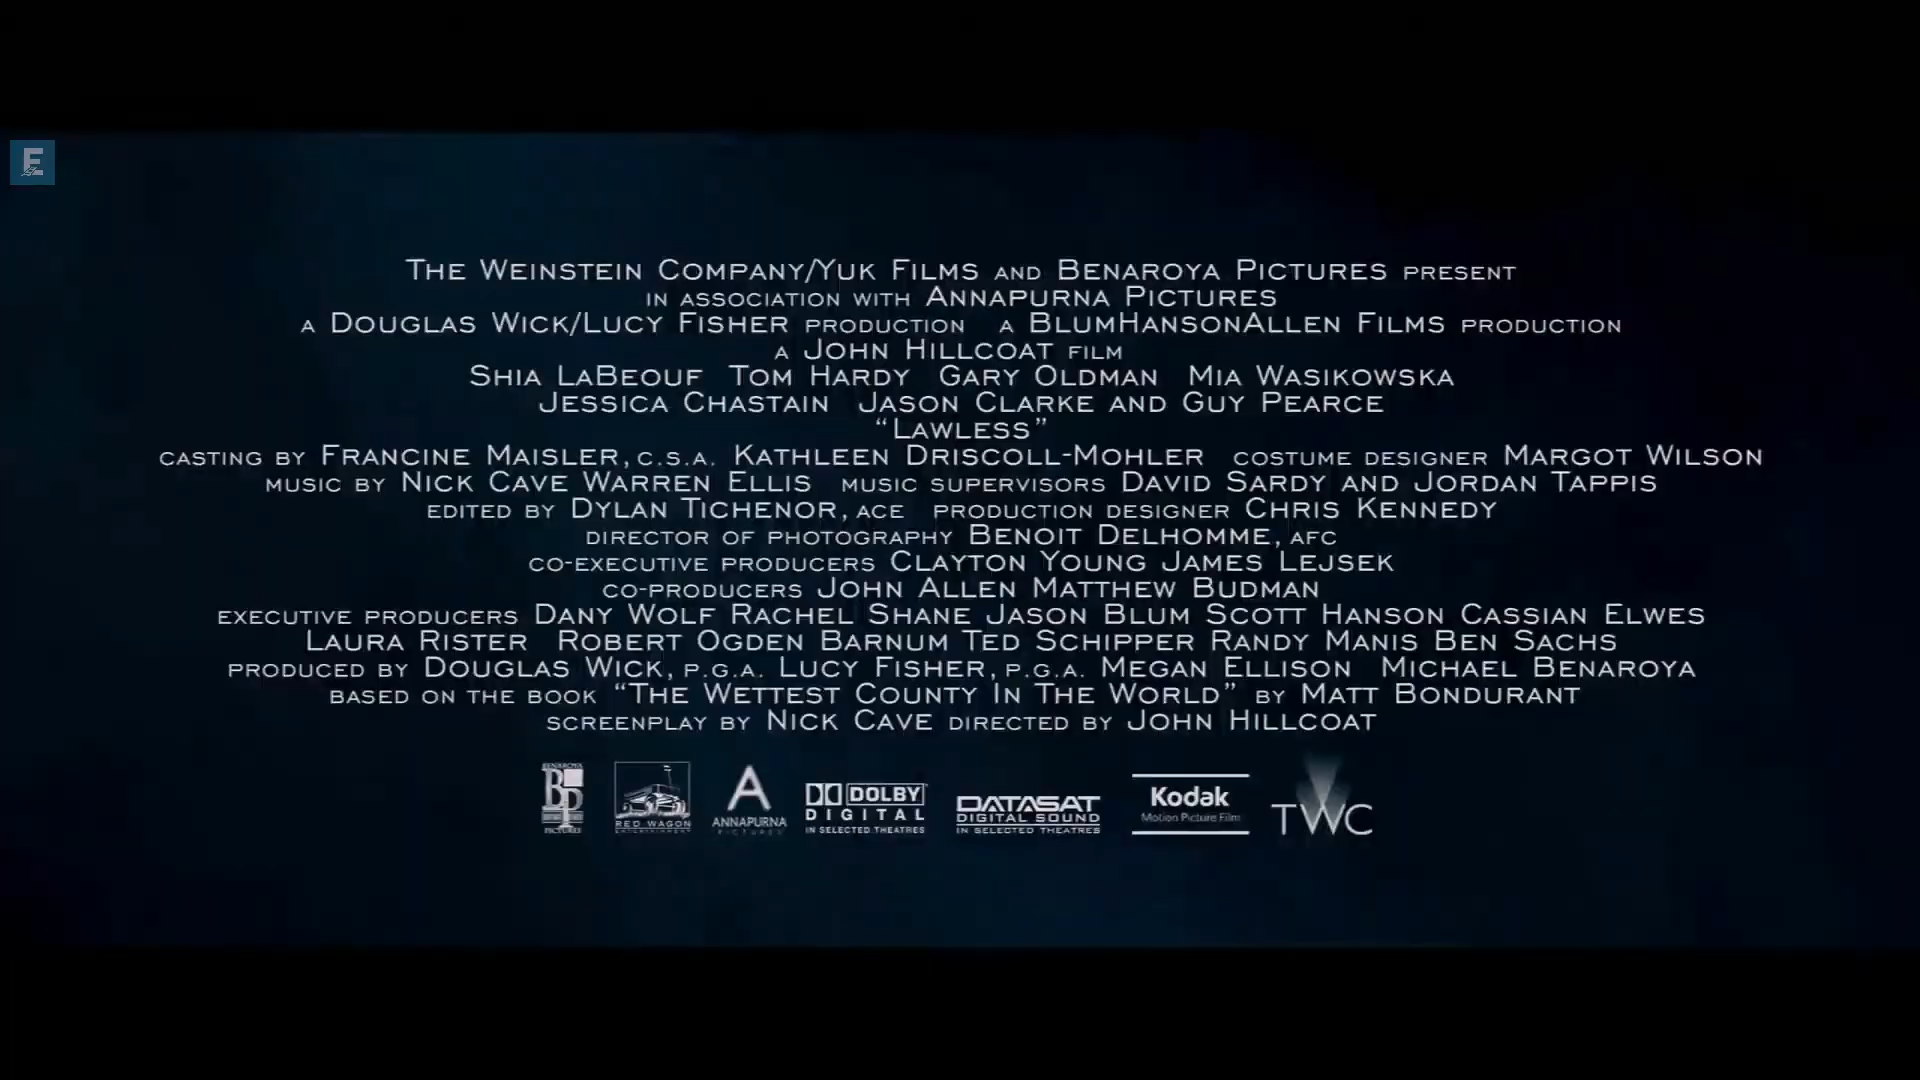 E
THE WEINSTEIN COMPANY/YUK FILMS AND BENAROYA PICTURES PRESENT
IN ASSOCIATION WITH ANNAPURNA PICTURES
A DOUGLAS WICK/LUCY FISHER PRODUCTION A BLUMHANSONALLEN FILMS PRODUCTION
A JOHN HILLCOAT FILM
SHIA LABEOUF TOM HARDY GARY OLDMAN MIA WASIKOWSKA
JESSICA CHASTAIN JASON CLARKE AND GUY PEARCE
“LAWLESS”
CASTING BY FRANCINE MAISLER, C.S.A. KATHLEEN DRISCOLL-MOHLER COSTUME DESIGNER MARGOT WILSON
MUSIC BY NICK CAVE WARREN ELLIS MUSIC SUPERVISORS DAVID SARDY AND JORDAN TAPPIS
EDITED BY DYLAN TICHENOR, ACE PRODUCTION DESIGNER CHRIS KENNEDY
DIRECTOR OF PHOTOGRAPHY BENOIT DELHOMME, AFC
CO-EXECUTIVE PRODUCERS CLAYTON YOUNG JAMES LEJSEK
CO-PRODUCERS JOHN ALLEN MATTHEW BUDMAN
EXECUTIVE PRODUCERS DANY WOLF RACHEL SHANE JASON BLUM SCOTT HANSON CASSIAN ELWES
LAURA RISTER ROBERT OGDEN BARNUM TED SCHIPPER RANDY MANIS BEN SACHS
PRODUCED BY DOUGLAS WICK, P.G.A. LUCY FISHER, P.G.A. MEGAN ELLISON MICHAEL BENAROYA
BASED ON THE BOOK “THE WETTEST COUNTY IN THE WORLD” BY MATT BONDURANT
SCREENPLAY BY NICK CAVE DIRECTED BY JOHN HILLCOAT
BENAROYA BP PICTURES
RED WAGON ENTERTAINMENT
A ANNAPURNA PICTURES
DOLBY DIGITAL IN SELECTED THEATRES
DATASAT DIGITAL SOUND IN SELECTED THEATRES
Kodak Motion Picture Film
TWC